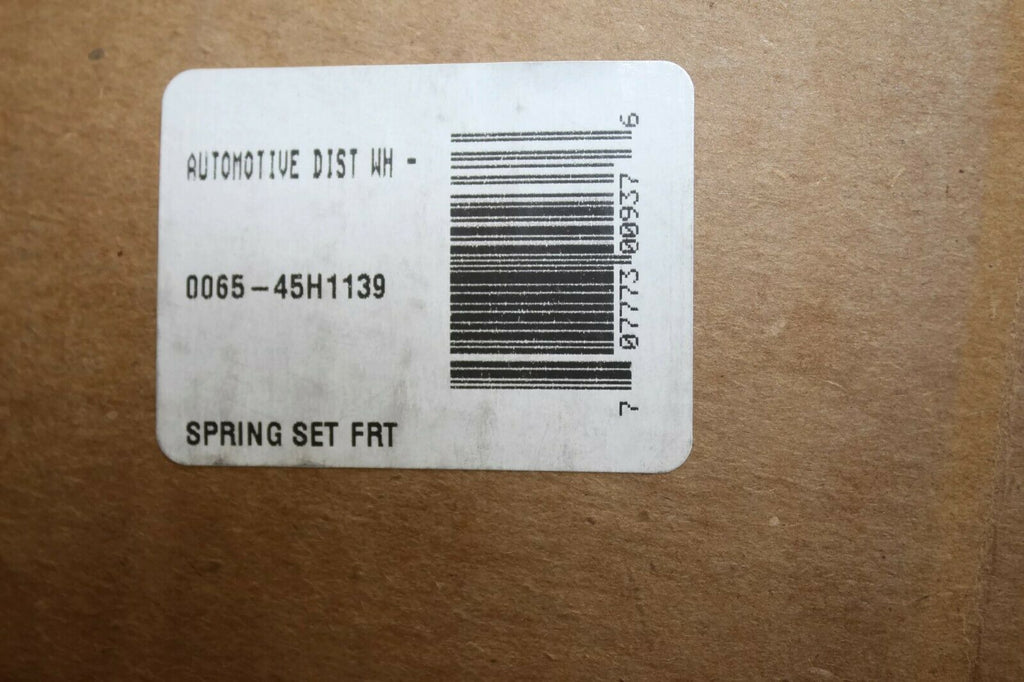 AUTOMOTIVE DIST WH -
0065-45H1139
SPRING SET FRT
7 07773 00937 6